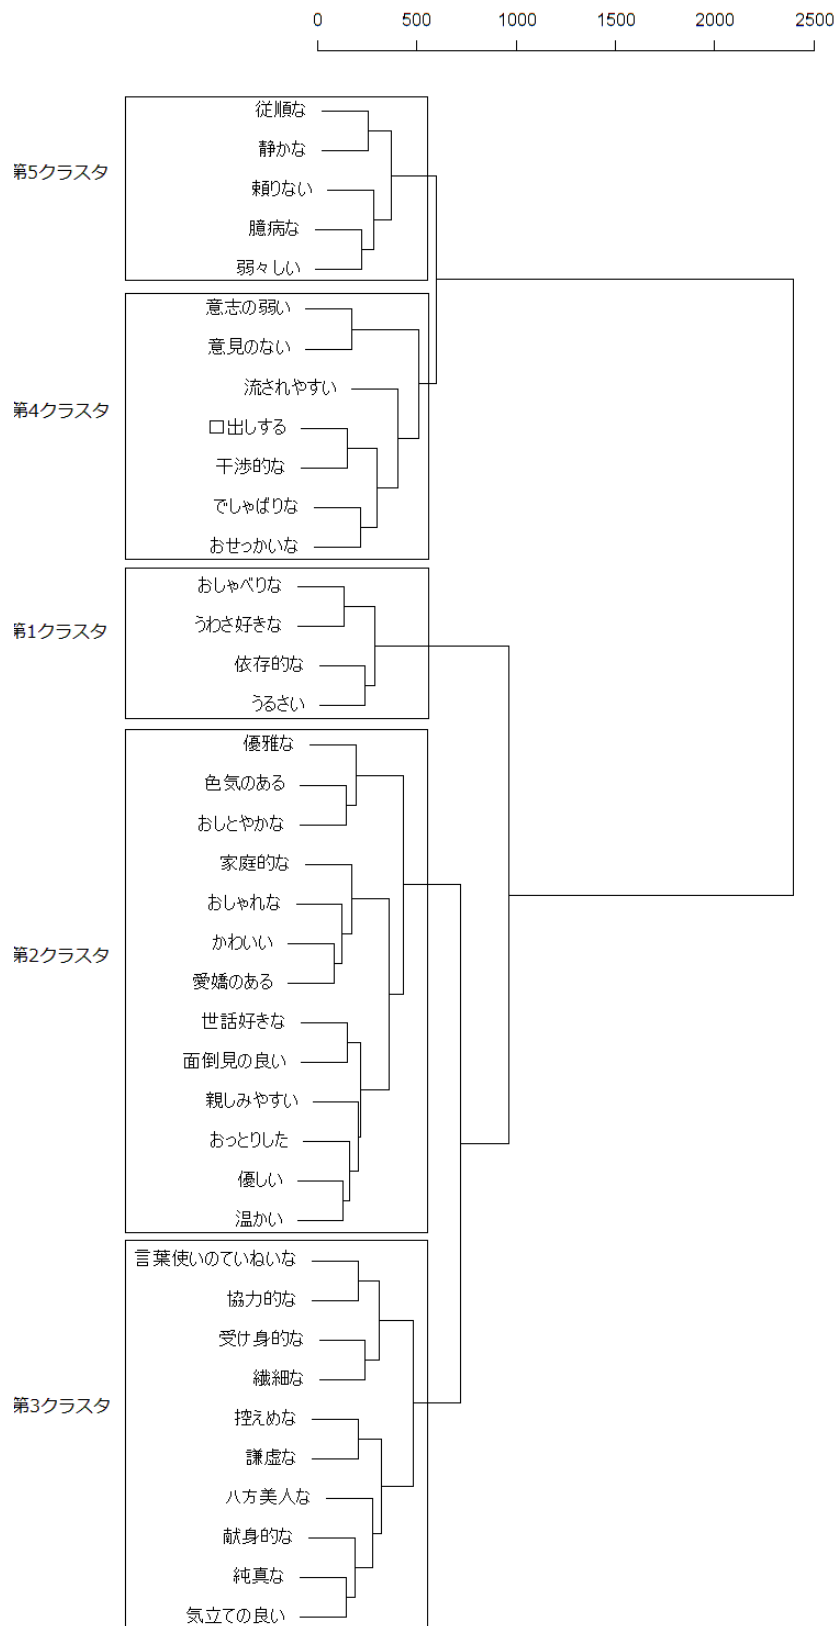 0 500 1000 1500 2000 2500
従順な
静かな
第5クラスタ
頼りない
臆病な
弱々しい
意志の弱い
意見のない
流されやすい
第4クラスタ
口出しする
干渉的な
でしゃばりな
おせっかいな
おしゃべりな
うわさ好きな
第1クラスタ
依存的な
うるさい
優雅な
色気のある
おしとやかな
家庭的な
おしゃれな
かわいい
第2クラスタ
愛嬌のある
世話好きな
面倒見の良い
親しみやすい
おっとりした
優しい
温かい
言葉使いのていねいな
協力的な
受け身的な
繊細な
第3クラスタ
控えめな
謙虚な
八方美人な
献身的な
純真な
気立ての良い